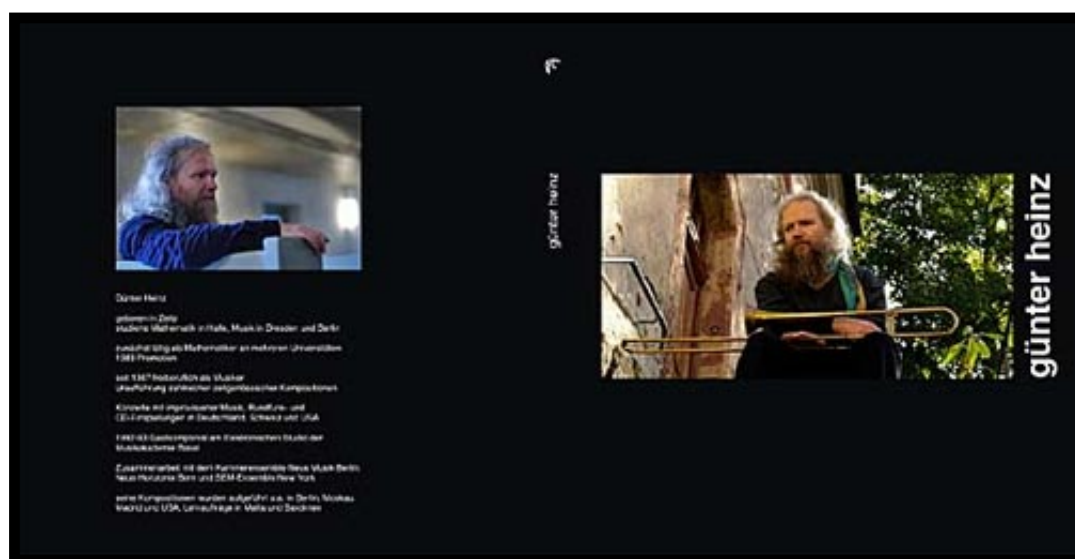 Günter Heinz
geboren in Zeitz
studierte Mathematik in Halle, Musik in Dresden und Berlin
zunächst tätig als Mathematiker an mehreren Universitäten
Promotion
seit 1987 freiberuflich als Musiker
Uraufführung zahlreicher zeitgenössischer Kompositionen
Konzerte mit improvisierter Musik, Rundfunk- und
CD-Einspielungen in Deutschland, Schweiz und USA
Gastkomponist am Elektronischen Studio der
Musikakademie Basel
Zusammenarbeit mit dem Kammerensemble Neue Musik Berlin,
Neue Horizonte Bern und SEM-Ensemble New York
seine Kompositionen wurden aufgeführt u.a. in Berlin, Moskau,
Madrid und USA, Lehraufträge in Malta und Sardinien
günter heinz
günter heinz